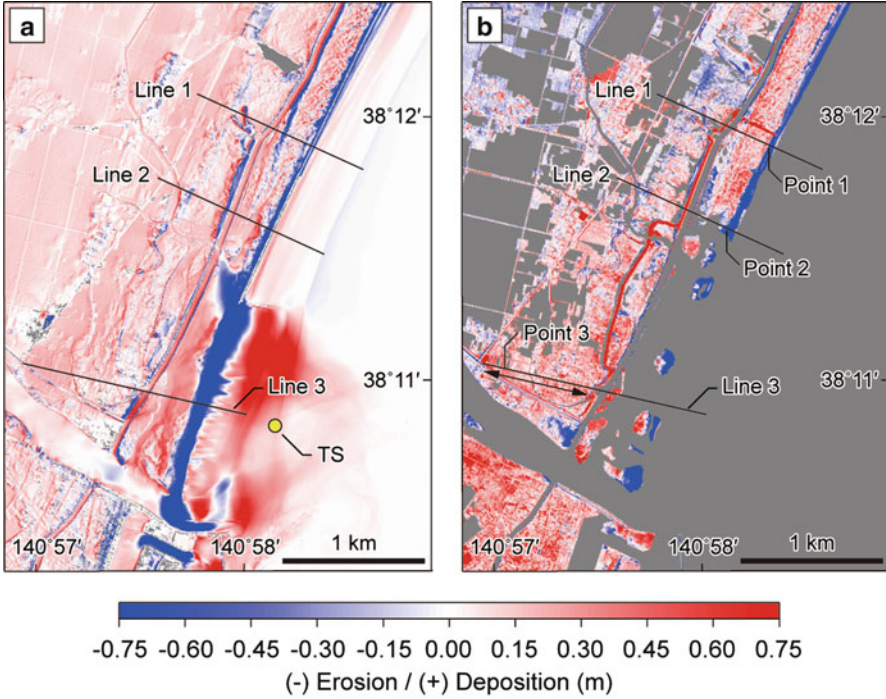 a
Line 1
38°12′
Line 2
38°11′
Line 3
TS
140°57′
140°58′
1 km
b
Line 1
38°12′
Point 1
Line 2
Point 2
Point 3
38°11′
Line 3
140°57′
140°58′
1 km
-0.75 -0.60 -0.45 -0.30 -0.15 0.00 0.15 0.30 0.45 0.60 0.75
(-) Erosion / (+) Deposition (m)